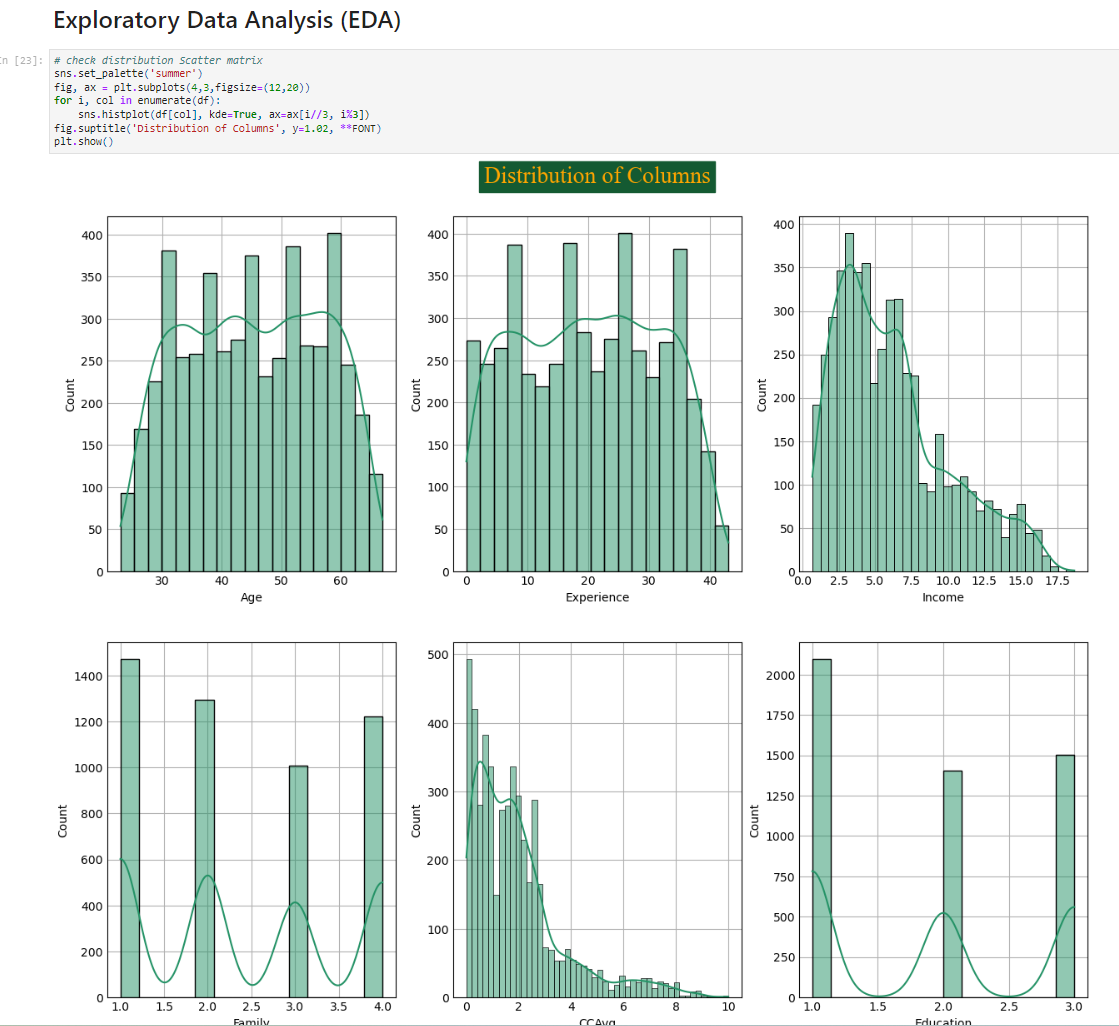 Exploratory Data Analysis (EDA)
In [23]:
# check distribution Scatter matrix
sns.set_palette('summer')
fig, ax = plt.subplots(4,3,figsize=(12,20))
for i, col in enumerate(df):
    sns.histplot(df[col], kde=True, ax=ax[i//3, i%3])
fig.suptitle('Distribution of Columns', y=1.02, **FONT)
plt.show()
Distribution of Columns
400
350
300
250
200
150
100
50
0
Count
30 40 50 60
Age
400
350
300
250
200
150
100
50
0
Count
0 10 20 30 40
Experience
400
350
300
250
200
150
100
50
0
Count
0.0 2.5 5.0 7.5 10.0 12.5 15.0 17.5
Income
1400
1200
1000
800
600
400
200
0
Count
1.0 1.5 2.0 2.5 3.0 3.5 4.0
Family
500
400
300
200
100
0
Count
0 2 4 6 8 10
CCAvg
2000
1750
1500
1250
1000
750
500
250
0
Count
1.0 1.5 2.0 2.5 3.0
Education